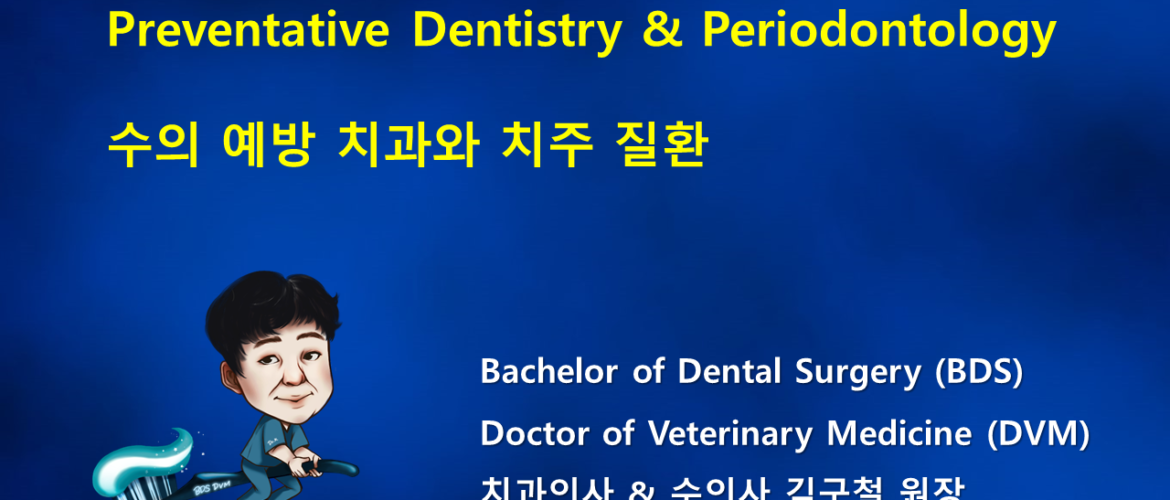 Preventative Dentistry & Periodontology
수의 예방 치과와 치주 질환
Bachelor of Dental Surgery (BDS)
Doctor of Veterinary Medicine (DVM)
BDS DVM
치과의사 & 수의사 김구철 원장